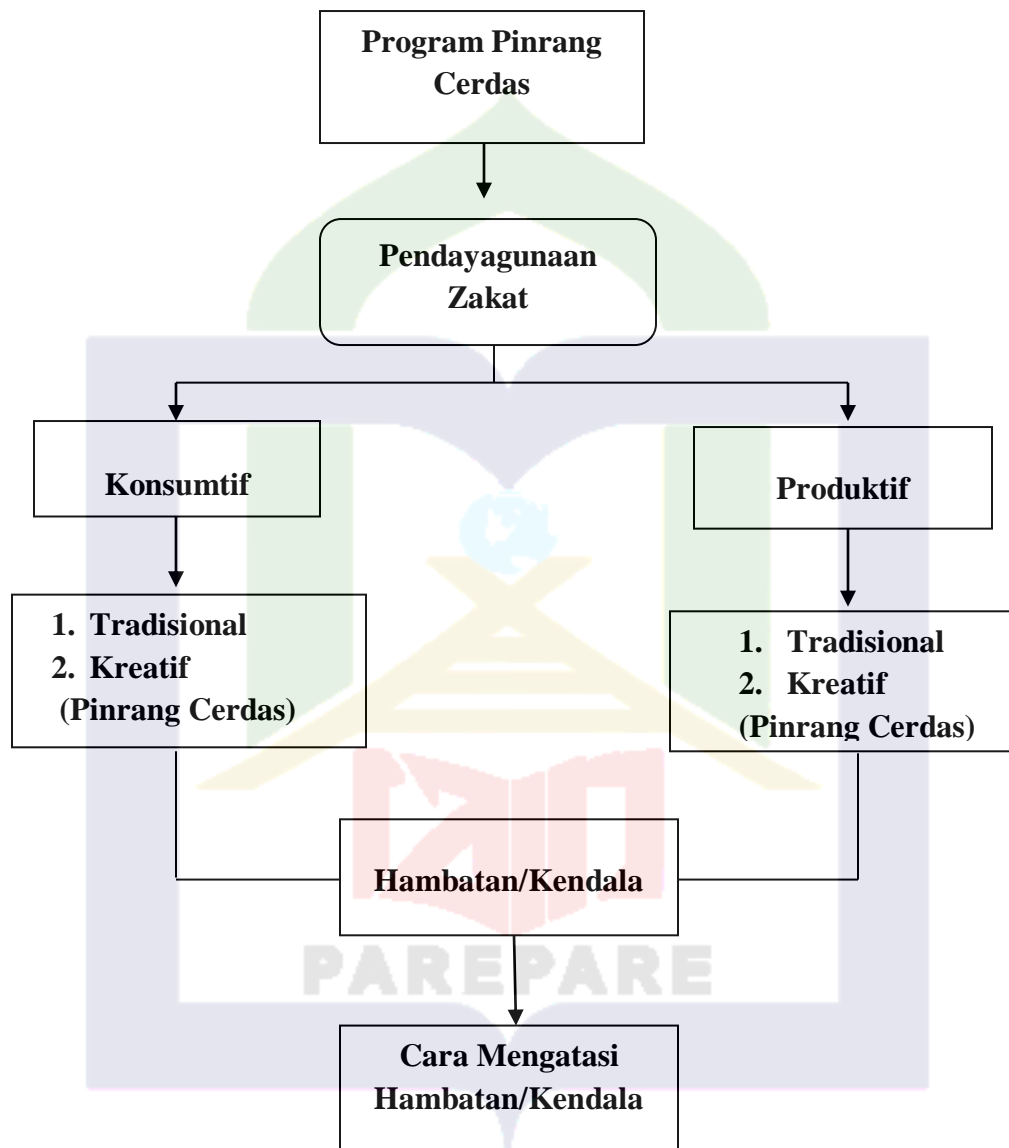 Program Pinrang
Cerdas
Pendayagunaan
Zakat
Konsumtif
Produktif
1. Tradisional
2. Kreatif
(Pinrang Cerdas)
1. Tradisional
2. Kreatif
(Pinrang Cerdas)
Hambatan/Kendala
PAREPARE
Cara Mengatasi
Hambatan/Kendala